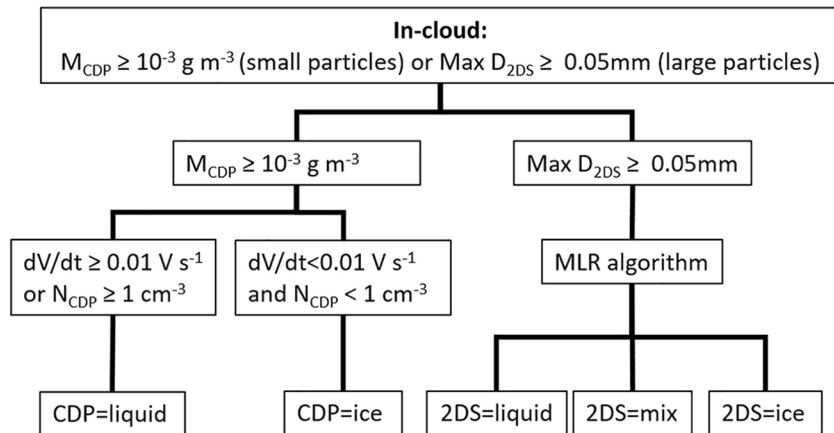 In-cloud:
M_CDP ≥ 10⁻³ g m⁻³ (small particles) or Max D_2DS ≥ 0.05mm (large particles)
M_CDP ≥ 10⁻³ g m⁻³
Max D_2DS ≥ 0.05mm
dV/dt ≥ 0.01 V s⁻¹
or N_CDP ≥ 1 cm⁻³
dV/dt<0.01 V s⁻¹
and N_CDP < 1 cm⁻³
MLR algorithm
CDP=liquid
CDP=ice
2DS=liquid
2DS=mix
2DS=ice